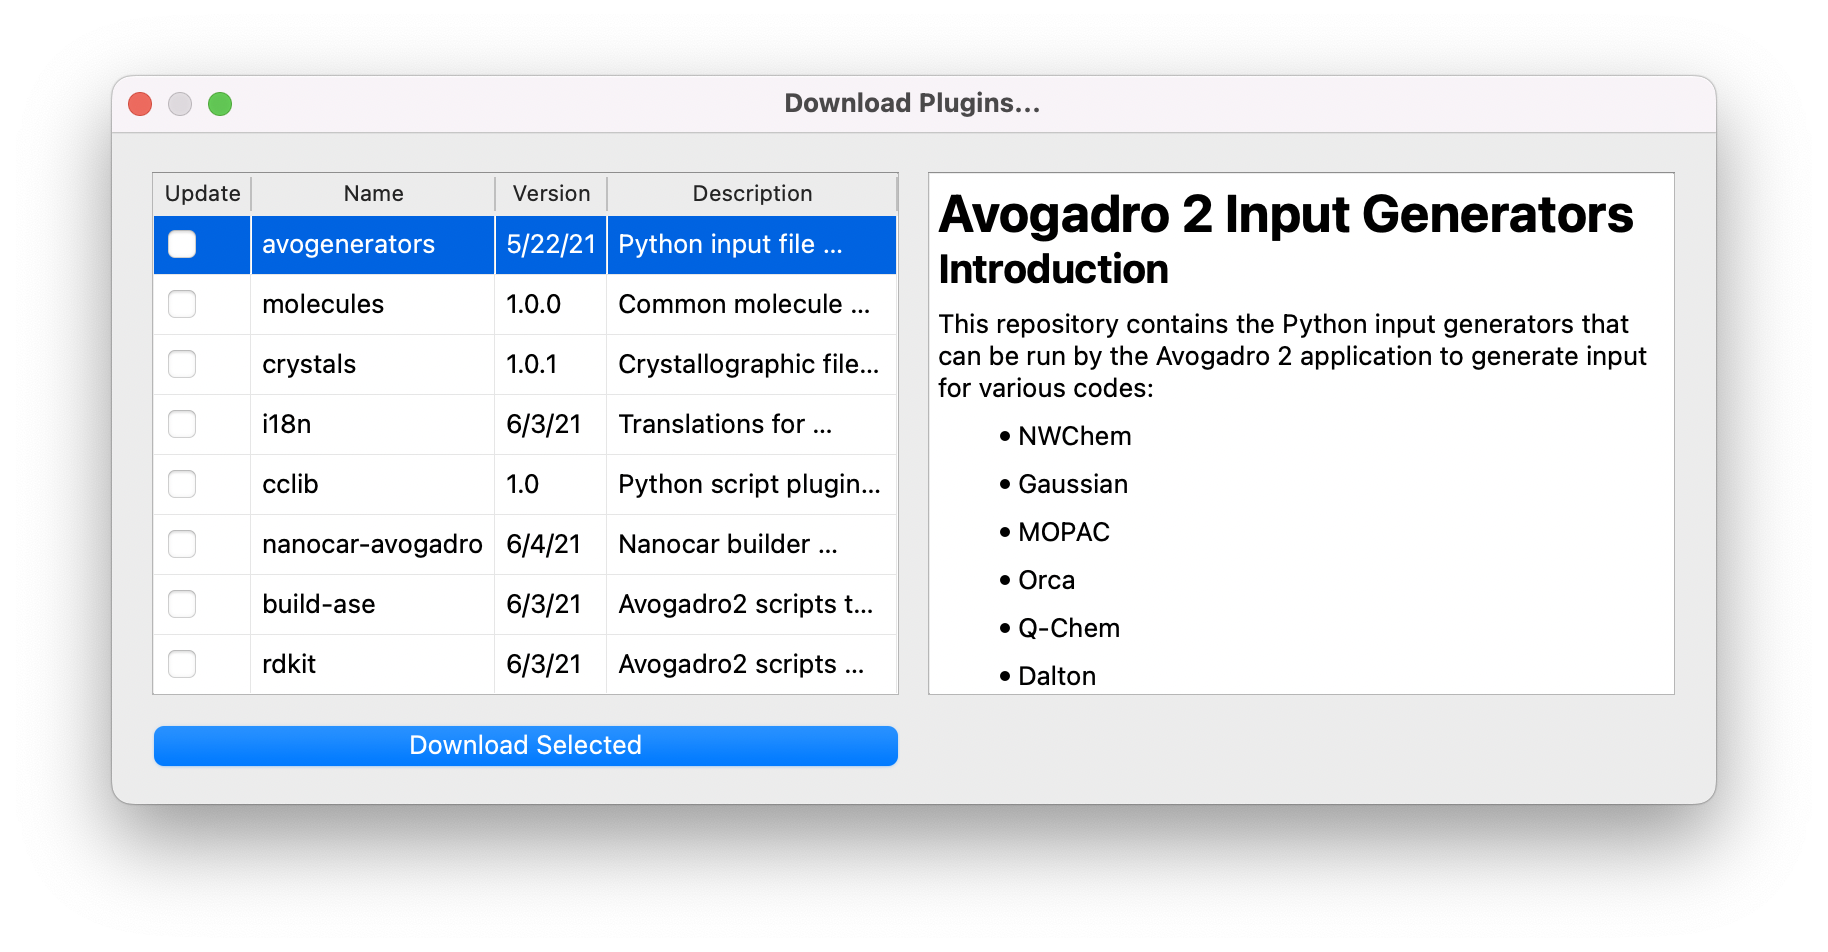 Download Plugins...
Update Name Version Description
avogenerators 5/22/21 Python input file ...
molecules 1.0.0 Common molecule ...
crystals 1.0.1 Crystallographic file...
i18n 6/3/21 Translations for ...
cclib 1.0 Python script plugin...
nanocar-avogadro 6/4/21 Nanocar builder ...
build-ase 6/3/21 Avogadro2 scripts t...
rdkit 6/3/21 Avogadro2 scripts ...
Download Selected
Avogadro 2 Input Generators
Introduction
This repository contains the Python input generators that
can be run by the Avogadro 2 application to generate input
for various codes:
• NWChem
• Gaussian
• MOPAC
• Orca
• Q-Chem
• Dalton